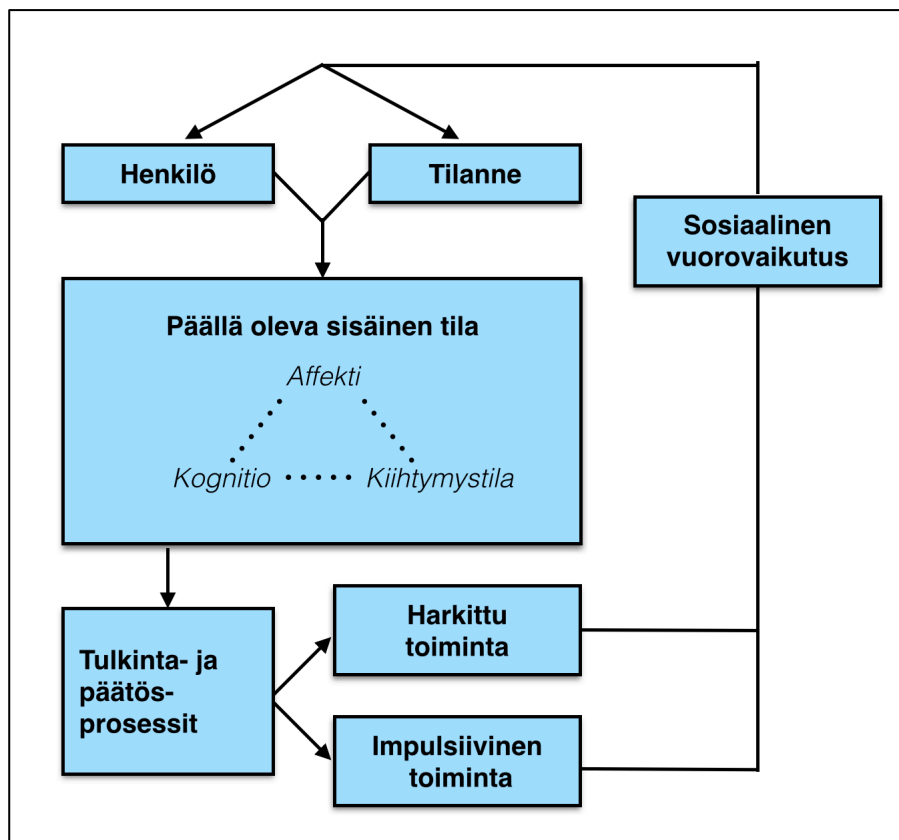 Henkilö
Tilanne
Sosiaalinen
vuorovaikutus
Päällä oleva sisäinen tila
Affekti
Kognitio
Kiihtymystila
Tulkinta- ja
päätös-
prosessit
Harkittu
toiminta
Impulsiivinen
toiminta